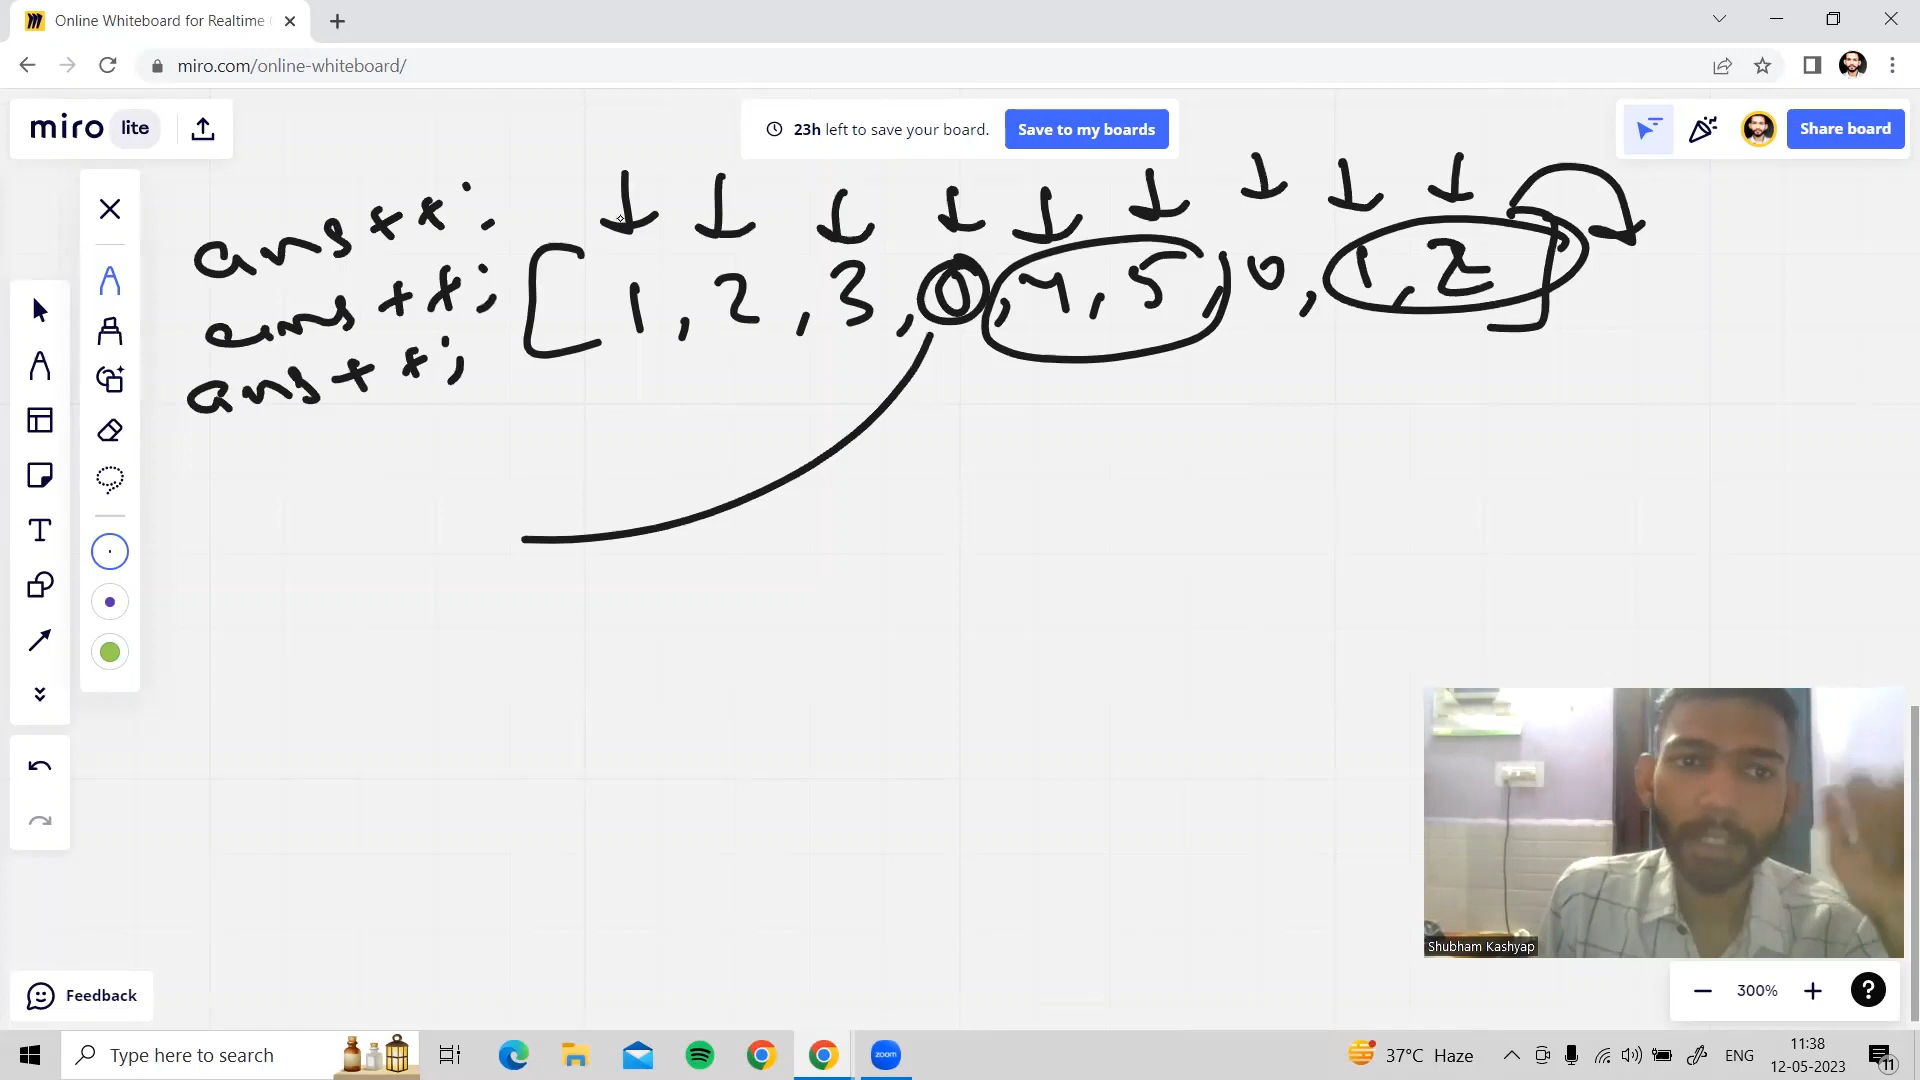 Online Whiteboard for Realtime
miro.com/online-whiteboard/
miro lite
23h left to save your board.
Save to my boards
Share board
ans++;
ans++;
ans++;
[1, 2, 3, 0, 4, 5, 0, 1, 2]
T
Shubham Kashyap
Feedback
300%
?
Type here to search
zoom
37°C Haze
ENG
11:38
12-05-2023
11